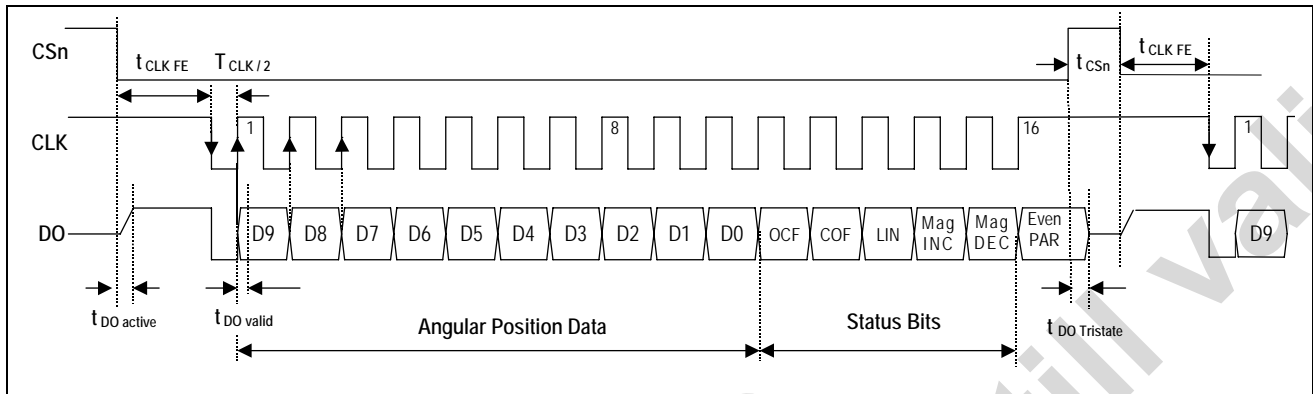 CSn
t CLK FE
T CLK / 2
t CSn
t CLK FE
CLK
1
8
16
1
DO
D9
D8
D7
D6
D5
D4
D3
D2
D1
D0
OCF
COF
LIN
Mag
INC
Mag
DEC
Even
PAR
D9
t DO active
t DO valid
Angular Position Data
Status Bits
t DO Tristate
still vali